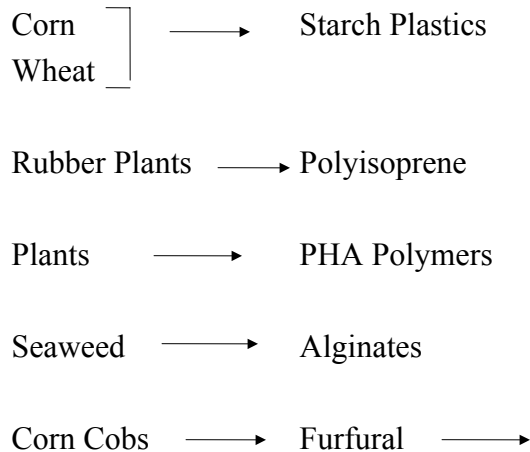 Corn Starch Plastics
Wheat
Rubber Plants Polyisoprene
Plants PHA Polymers
Seaweed Alginates
Corn Cobs Furfural